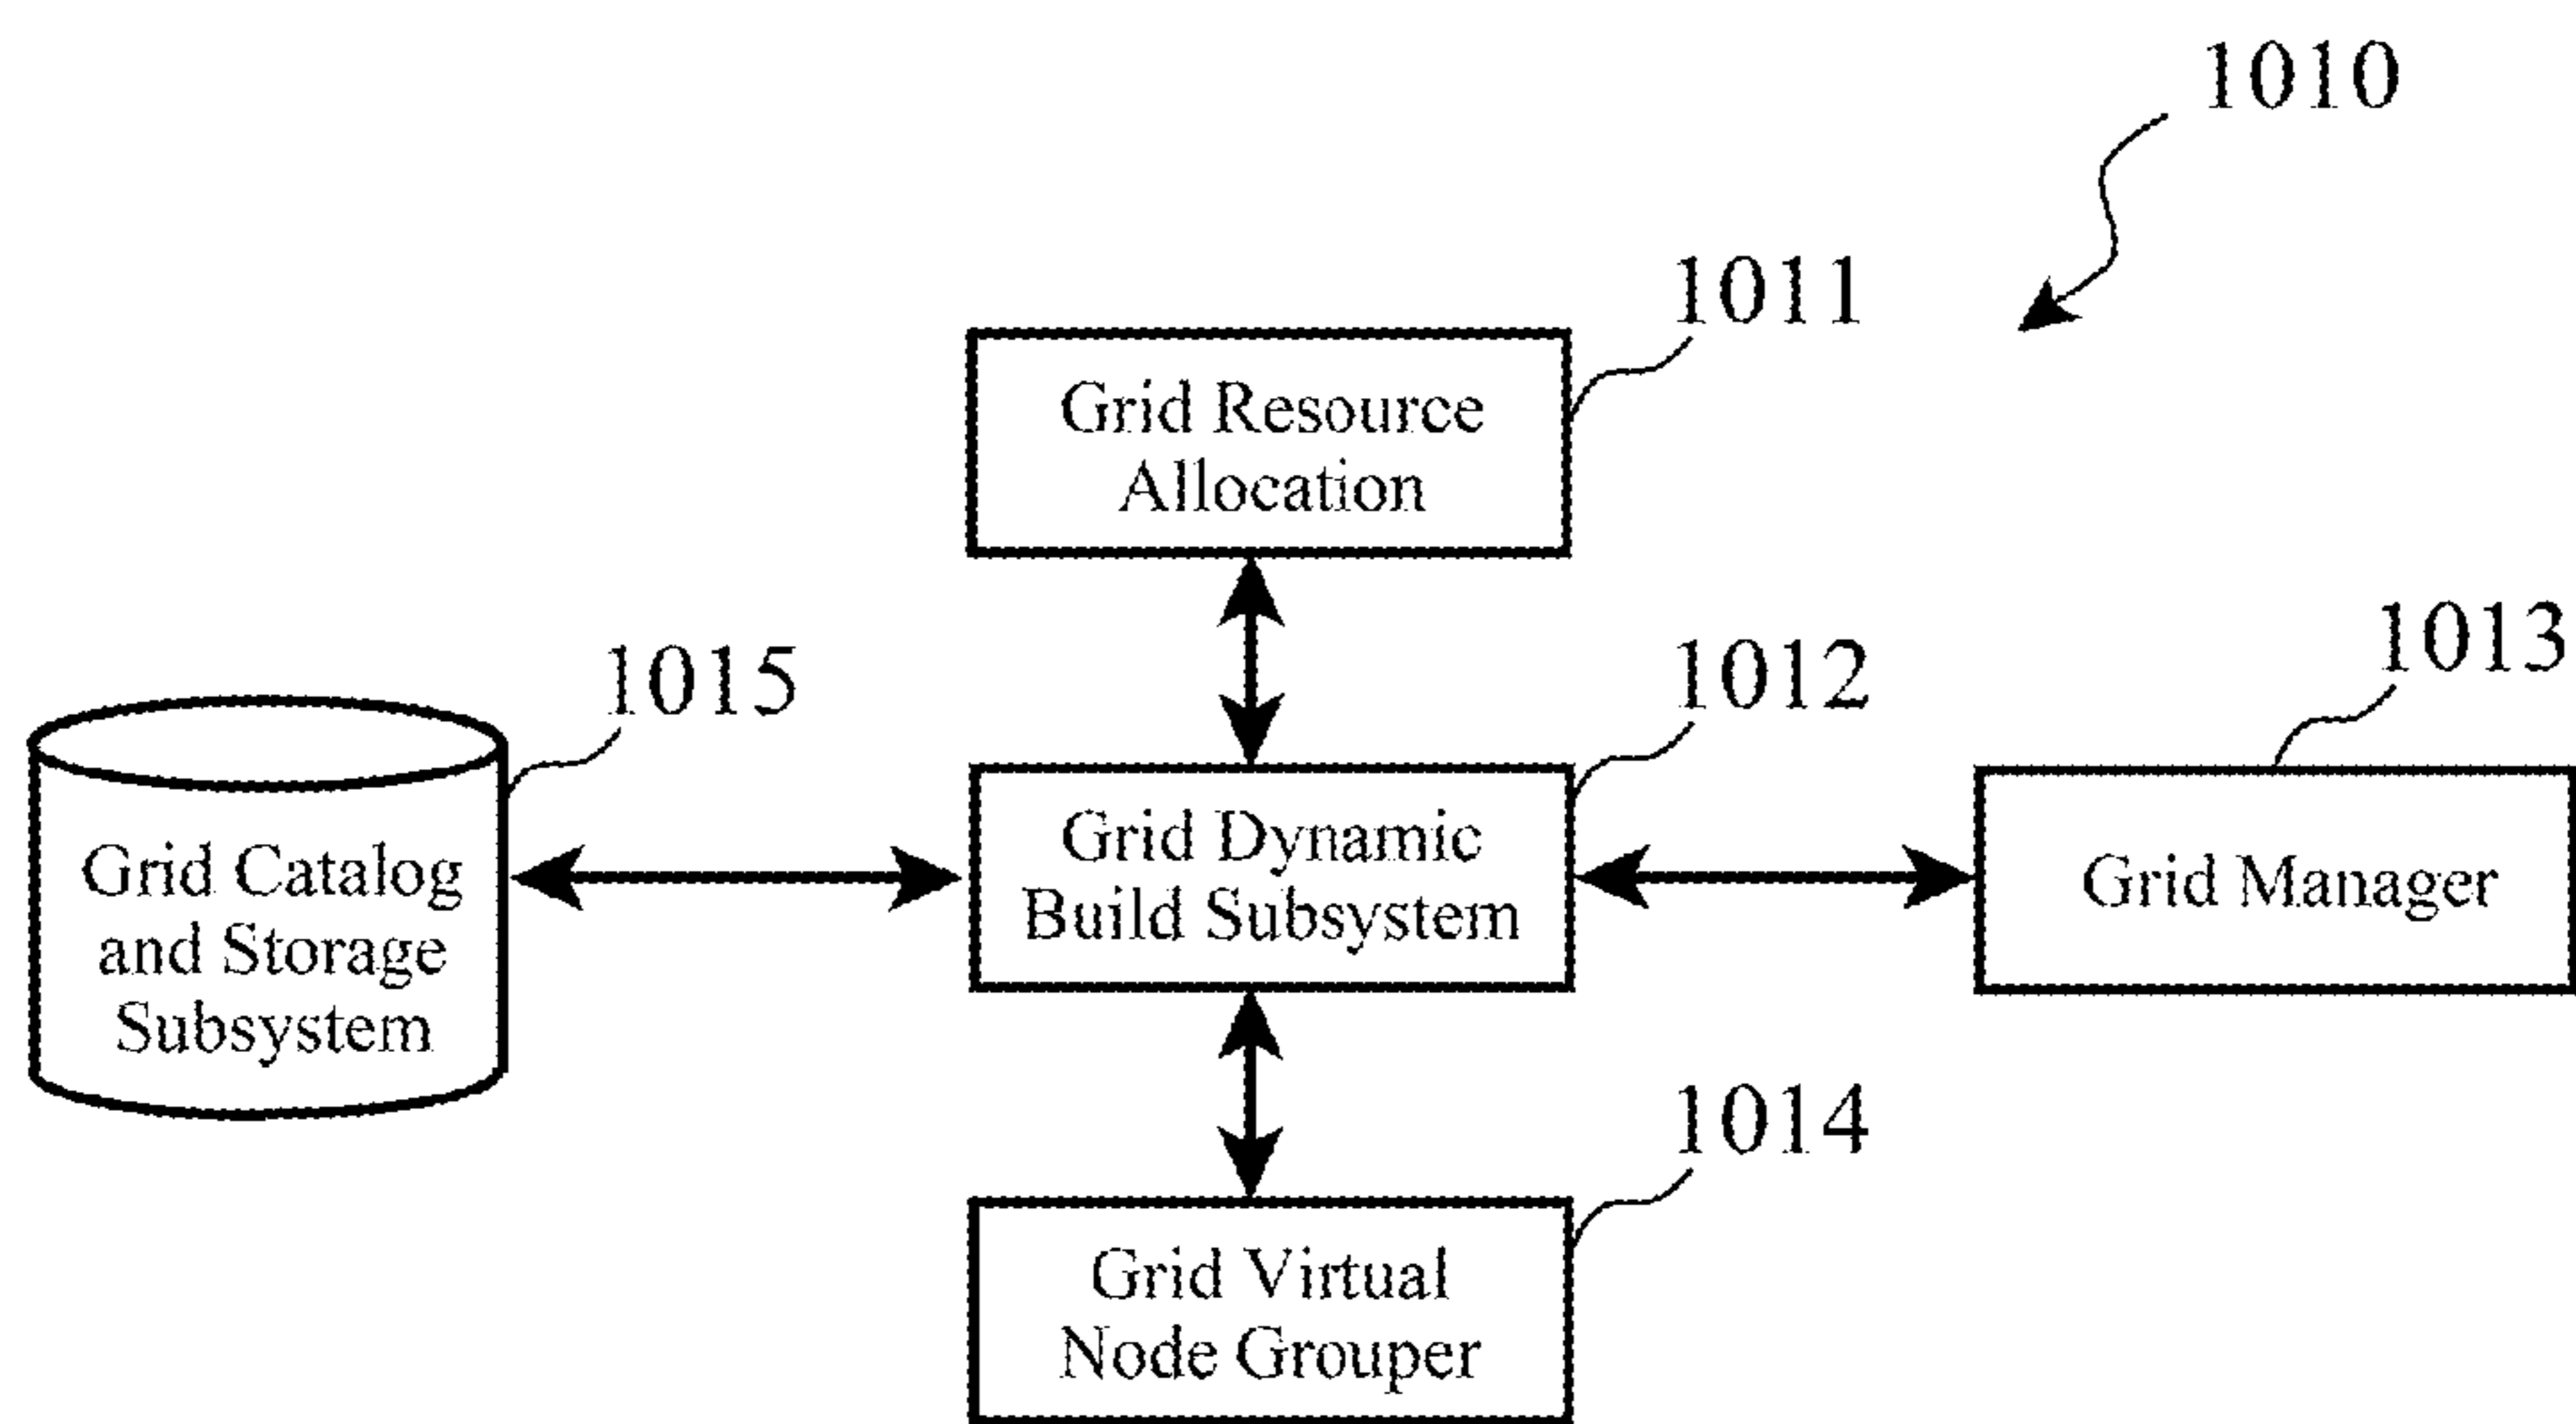 1010
1011
Grid Resource
Allocation
1013
1012
1015
Grid Dynamic
Build Subsystem
Grid Manager
Grid Catalog
and Storage
Subsystem
1014
Grid Virtual
Node Grouper